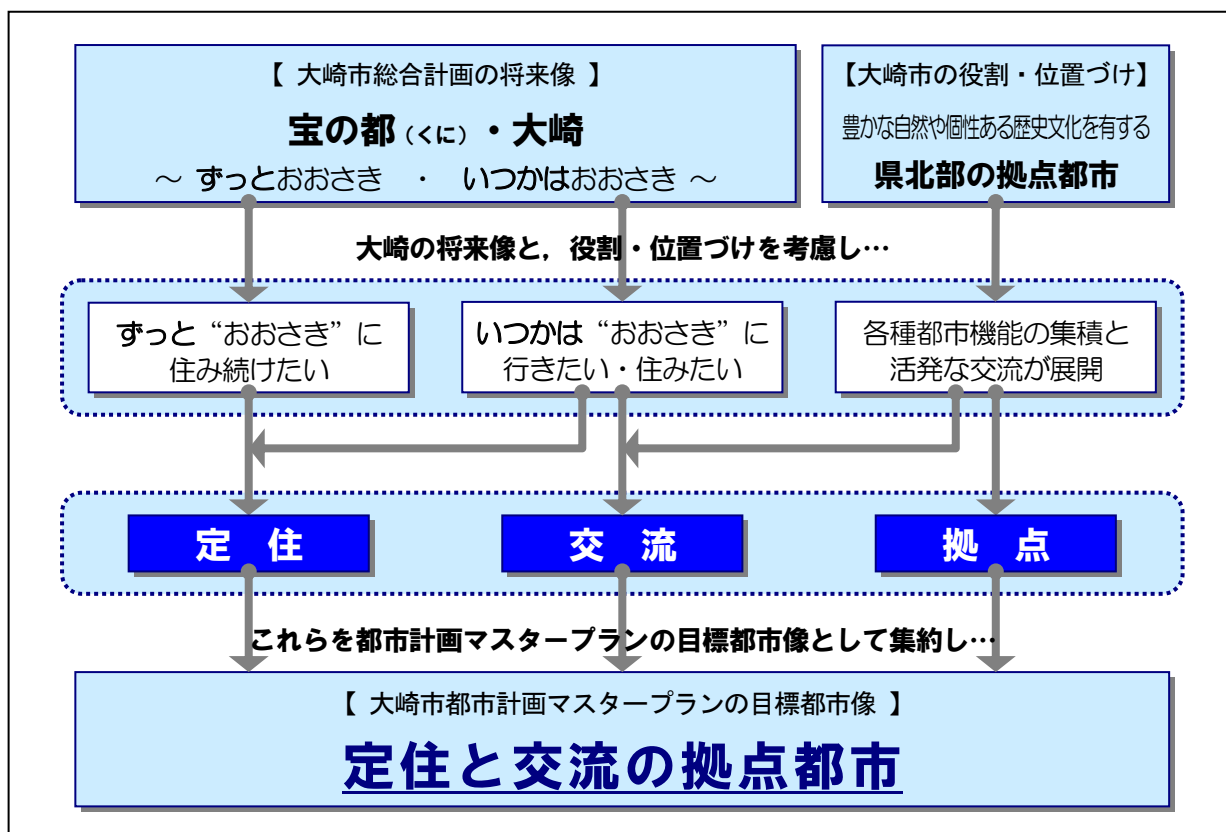 【 大崎市総合計画の将来像 】
宝の都（くに）・大崎
～ ずっとおおさき ・ いつかはおおさき ～
【大崎市の役割・位置づけ】
豊かな自然や個性ある歴史文化を有する
県北部の拠点都市
大崎の将来像と，役割・位置づけを考慮し…
ずっと “おおさき” に
住み続けたい
いつかは “おおさき” に
行きたい・住みたい
各種都市機能の集積と
活発な交流が展開
定 住
交 流
拠 点
これらを都市計画マスタープランの目標都市像として集約し…
【 大崎市都市計画マスタープランの目標都市像 】
定住と交流の拠点都市